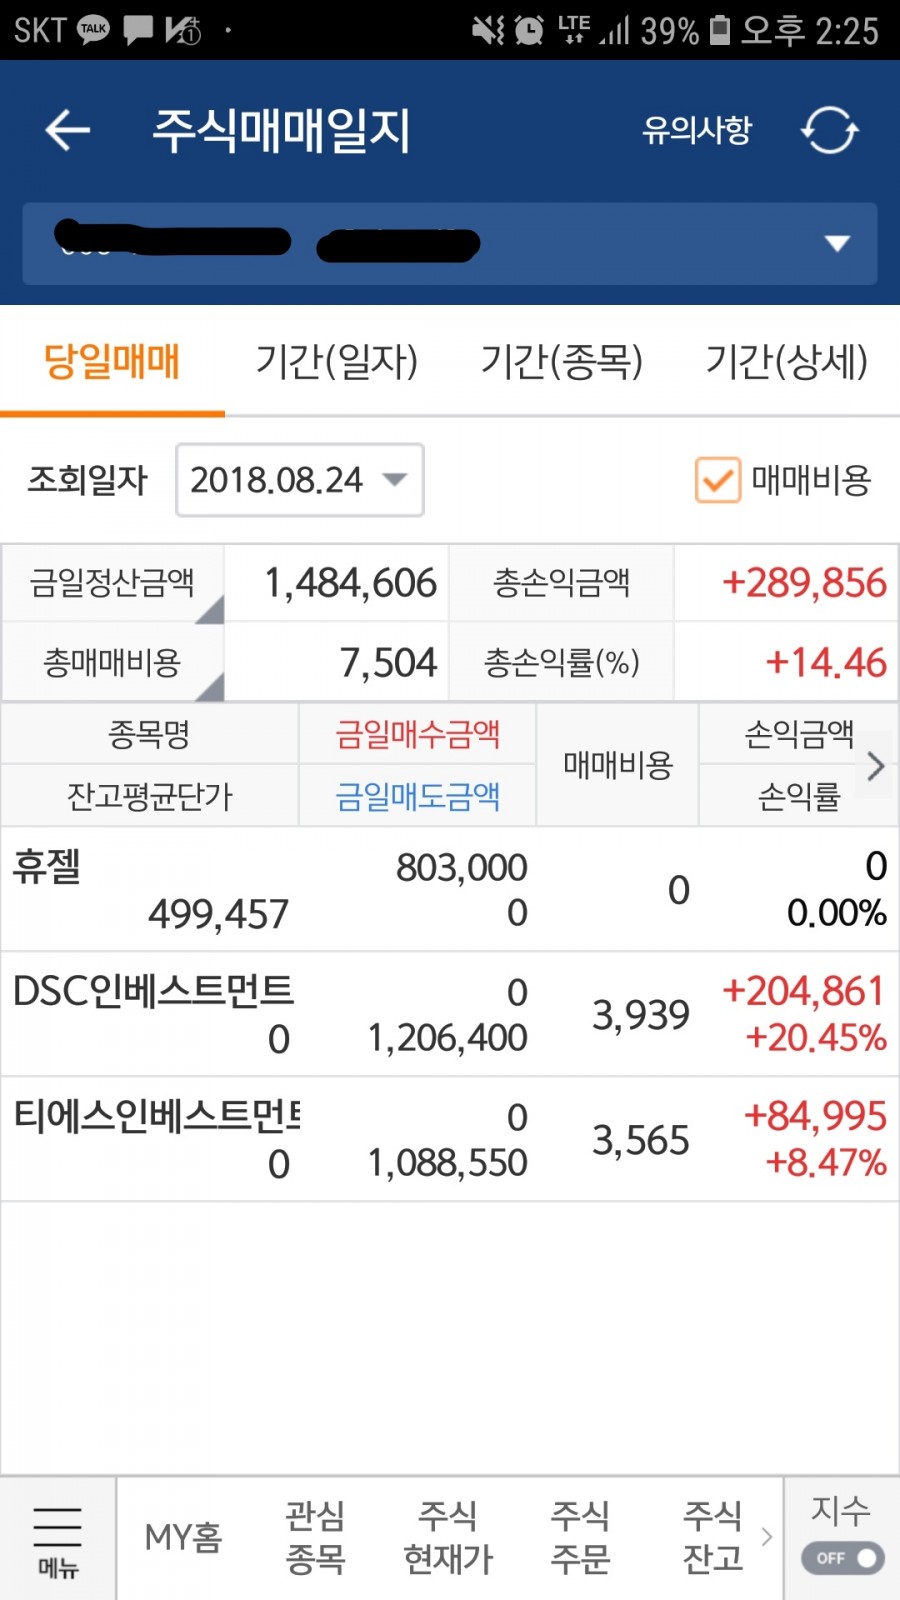 SKT TALK 1 LTE 39% 오후 2:25
주식매매일지 유의사항
당일매매 기간(일자) 기간(종목) 기간(상세)
조회일자 2018.08.24 매매비용
금일정산금액 1,484,606 총손익금액 +289,856
총매매비용 7,504 총손익률(%) +14.46
종목명 금일매수금액 매매비용 손익금액
잔고평균단가 금일매도금액 손익률
휴젤 803,000 0 0
499,457 0 0.00%
DSC인베스트먼트 0 3,939 +204,861
0 1,206,400 +20.45%
티에스인베스트먼트 0 3,565 +84,995
0 1,088,550 +8.47%
메뉴 MY홈 관심 종목 주식 현재가 주식 주문 주식 잔고 지수 OFF